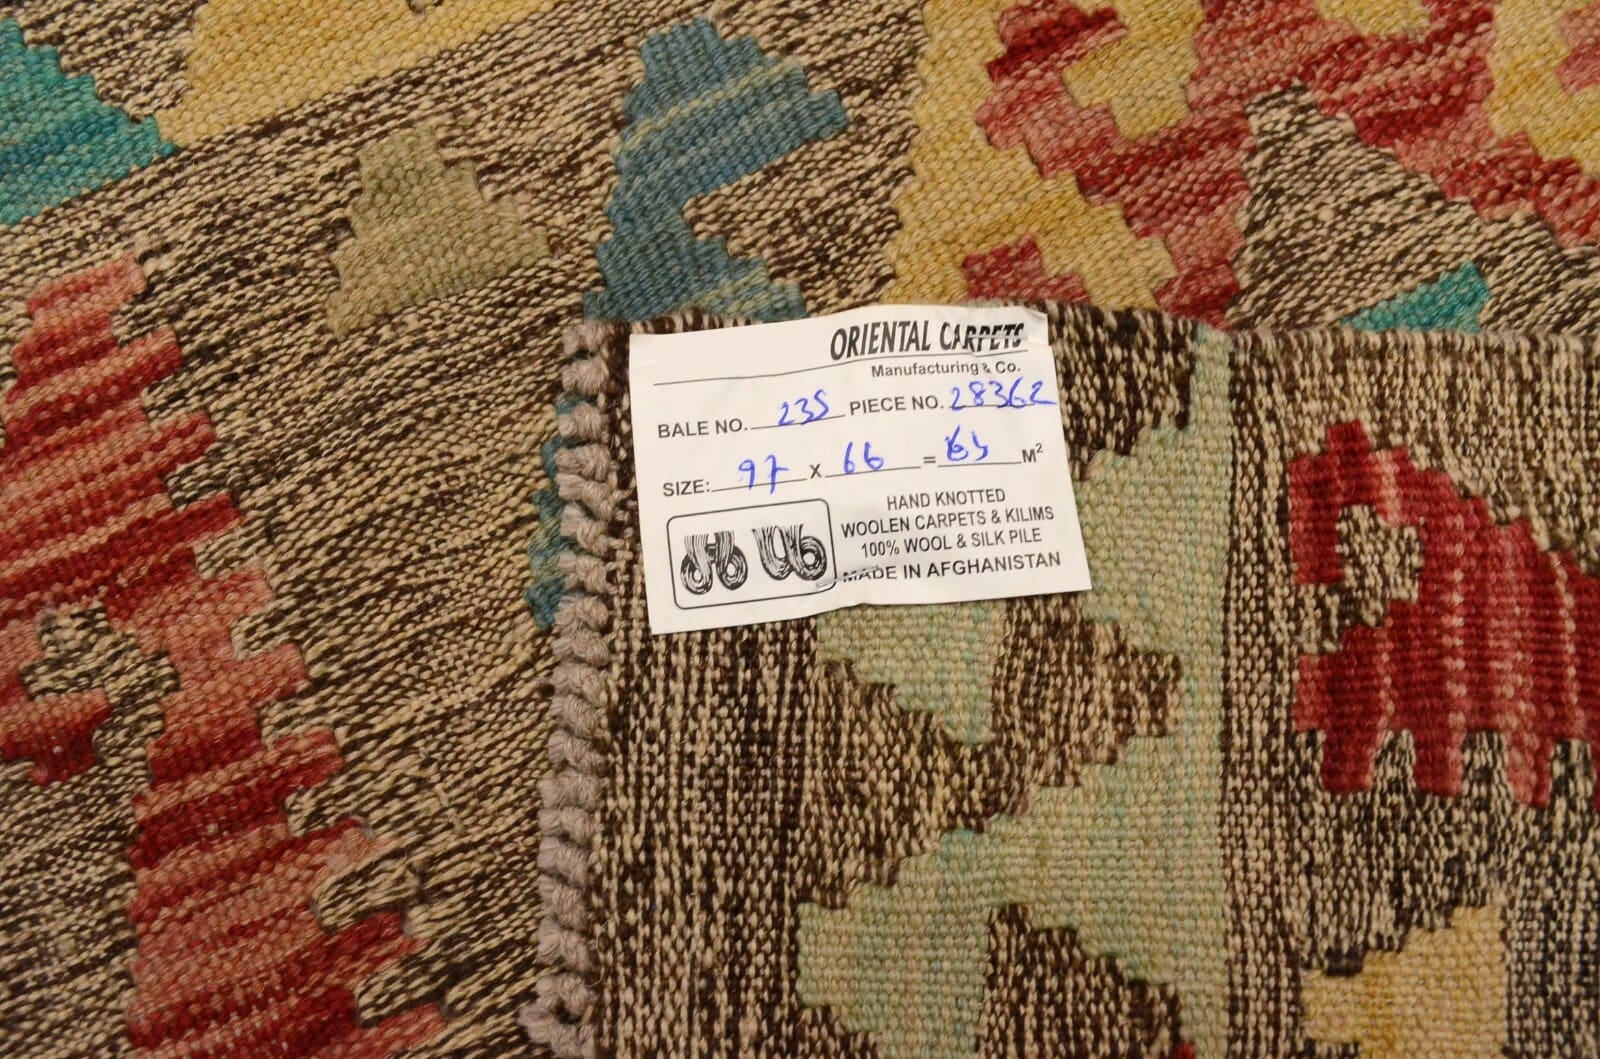 ORIENTAL CARPETS
Manufacturing & Co.
BALE NO. 235 PIECE NO. 28362
SIZE: 97 X 66 = M²
HAND KNOTTED
WOOLEN CARPETS & KILIMS
100% WOOL & SILK PILE
MADE IN AFGHANISTAN